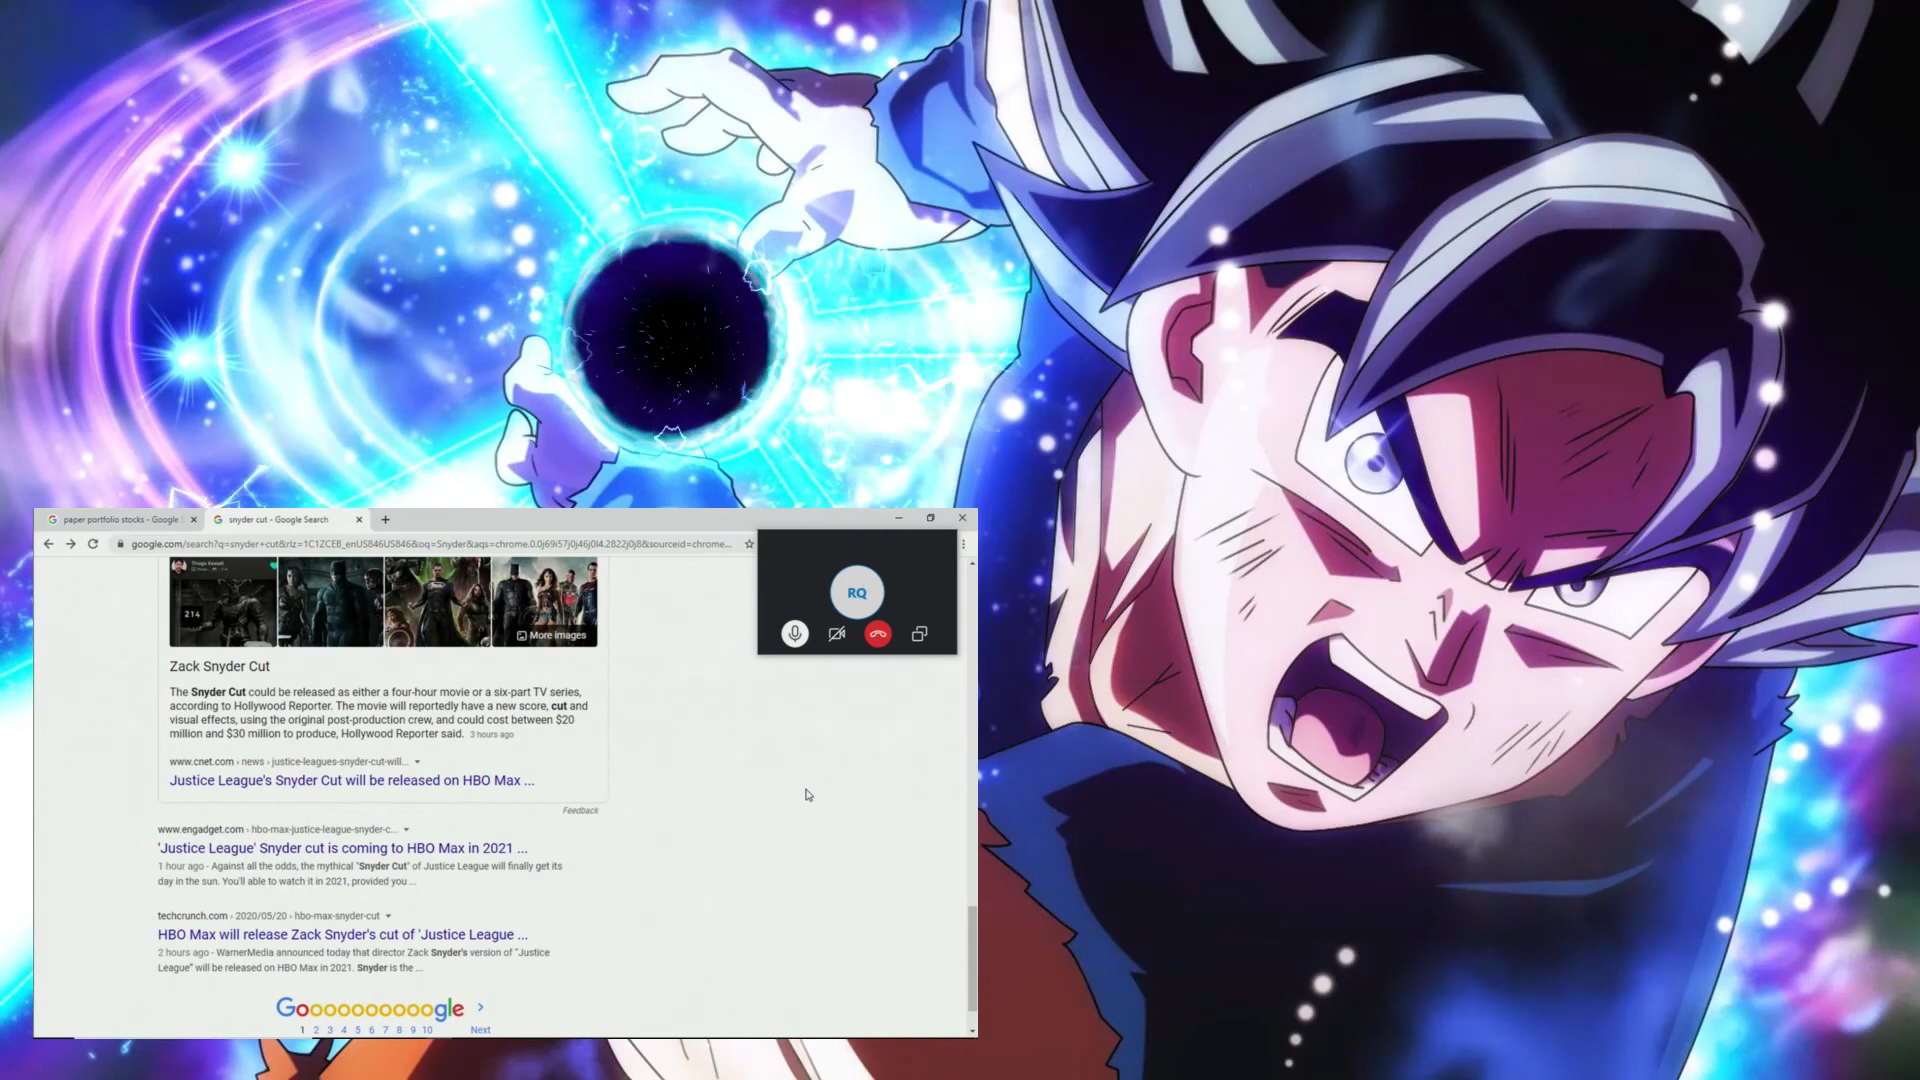 paper portfolio stocks - Google
snyder cut - Google Search
google.com/search?q=snyder+cut&rlz=1C1ZCEB_enUS846US846&oq=Snyder&aqs=chrome.0.0j69i57j0j46j0l4.2822j0j8&sourceid=chrome...
RQ
214
More images
Zack Snyder Cut
The Snyder Cut could be released as either a four-hour movie or a six-part TV series,
according to Hollywood Reporter. The movie will reportedly have a new score, cut and
visual effects, using the original post-production crew, and could cost between $20
million and $30 million to produce, Hollywood Reporter said. 3 hours ago
www.cnet.com › news › justice-leagues-snyder-cut-will...
Justice League's Snyder Cut will be released on HBO Max ...
Feedback
www.engadget.com › hbo-max-justice-league-snyder-c...
'Justice League' Snyder cut is coming to HBO Max in 2021 ...
1 hour ago - Against all the odds, the mythical "Snyder Cut" of Justice League will finally get its
day in the sun. You'll able to watch it in 2021, provided you ...
techcrunch.com › 2020/05/20 › hbo-max-snyder-cut
HBO Max will release Zack Snyder's cut of 'Justice League ...
2 hours ago - WarnerMedia announced today that director Zack Snyder's version of "Justice
League" will be released on HBO Max in 2021. Snyder is the ...
Goooooooooogle >
1 2 3 4 5 6 7 8 9 10 Next